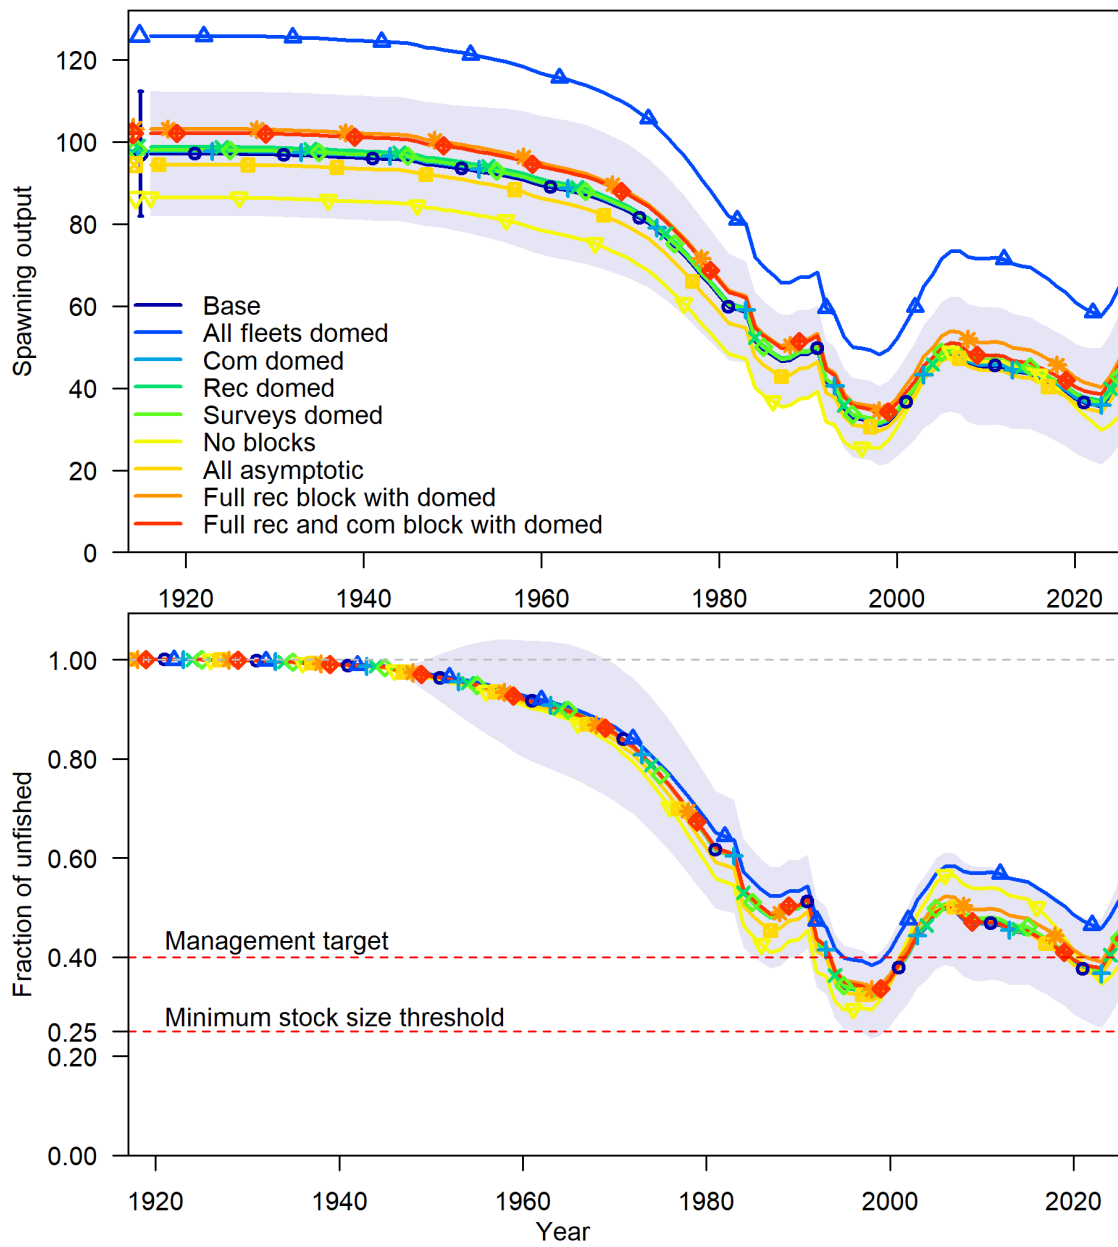 Spawning output
120
100
80
60
40
20
0
Base
All fleets domed
Com domed
Rec domed
Surveys domed
No blocks
All asymptotic
Full rec block with domed
Full rec and com block with domed
1920 1940 1960 1980 2000 2020
Fraction of unfished
1.00
0.80
0.60
0.40
0.25
0.20
0.00
Management target
Minimum stock size threshold
1920 1940 1960 1980 2000 2020
Year